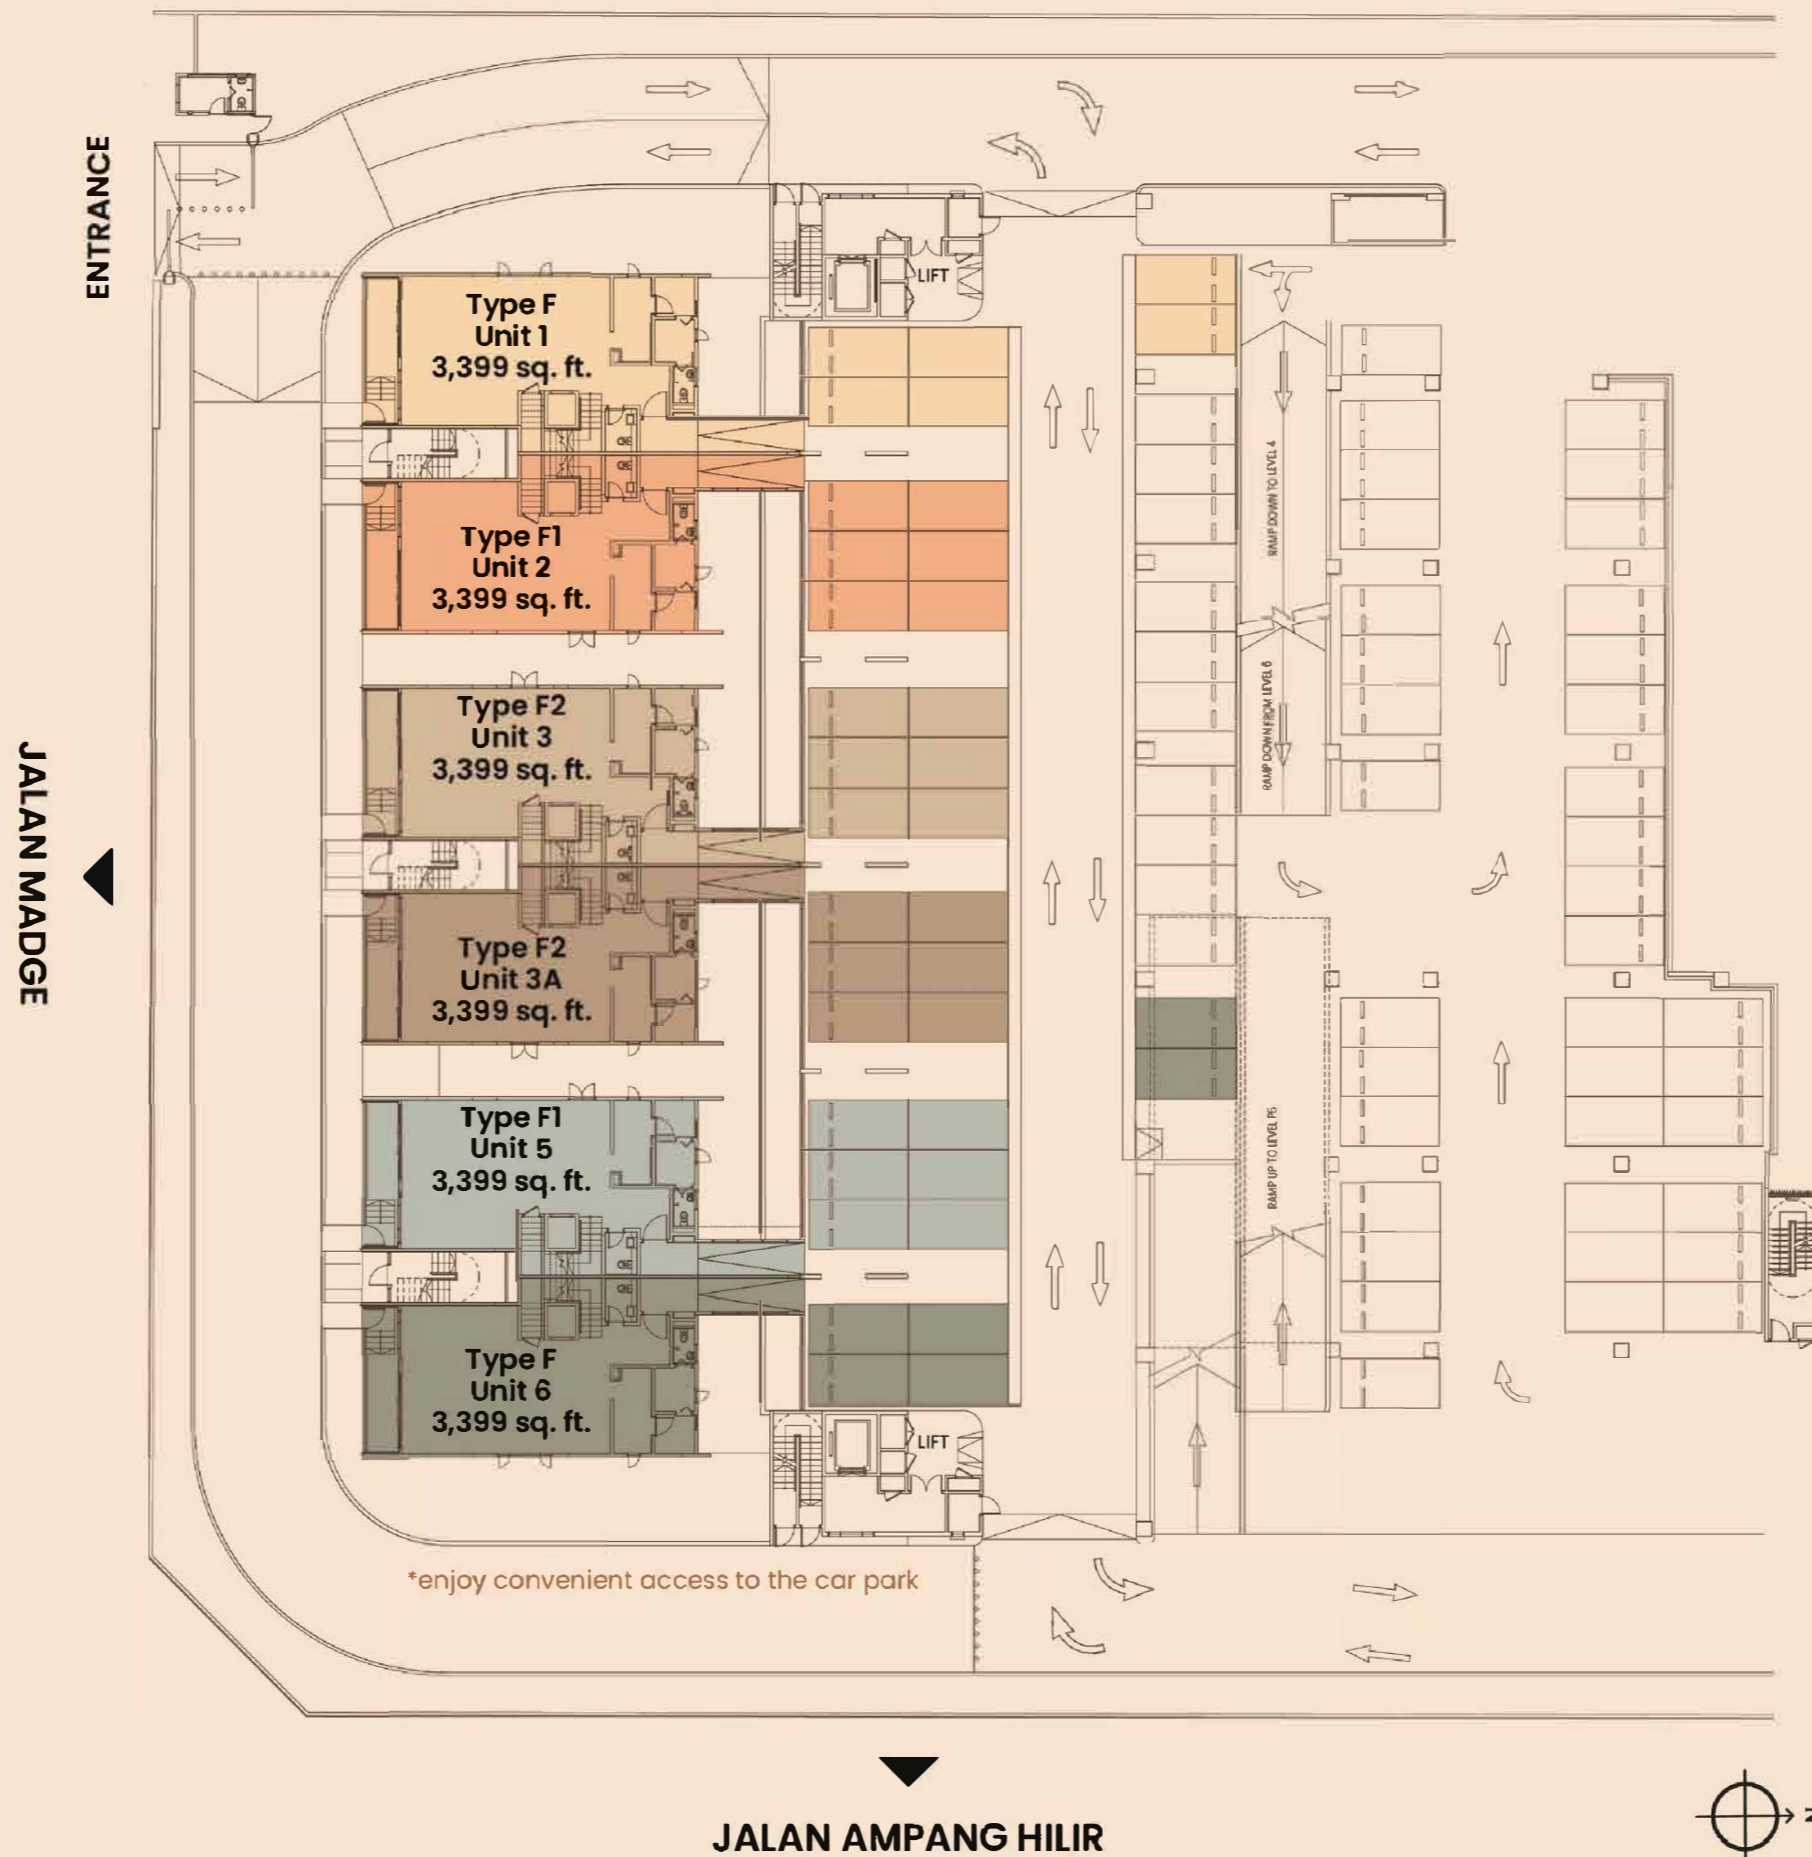 ENTRANCE
LIFT
Type F
Unit 1
3,399 sq. ft.
Type F1
Unit 2
3,399 sq. ft.
RAMP DOWN TO LEVEL 4
RAMP DOWN FROM LEVEL 6
Type F2
Unit 3
3,399 sq. ft.
JALAN MADGE
Type F2
Unit 3A
3,399 sq. ft.
Type F1
Unit 5
3,399 sq. ft.
RAMP UP TO LEVEL P6
Type F
Unit 6
3,399 sq. ft.
LIFT
*enjoy convenient access to the car park
JALAN AMPANG HILIR